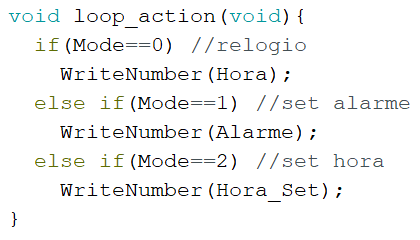 void loop_action(void){
  if(Mode==0) //relogio
    WriteNumber(Hora);
  else if(Mode==1) //set alarme
    WriteNumber(Alarme);
  else if(Mode==2) //set hora
    WriteNumber(Hora_Set);
}